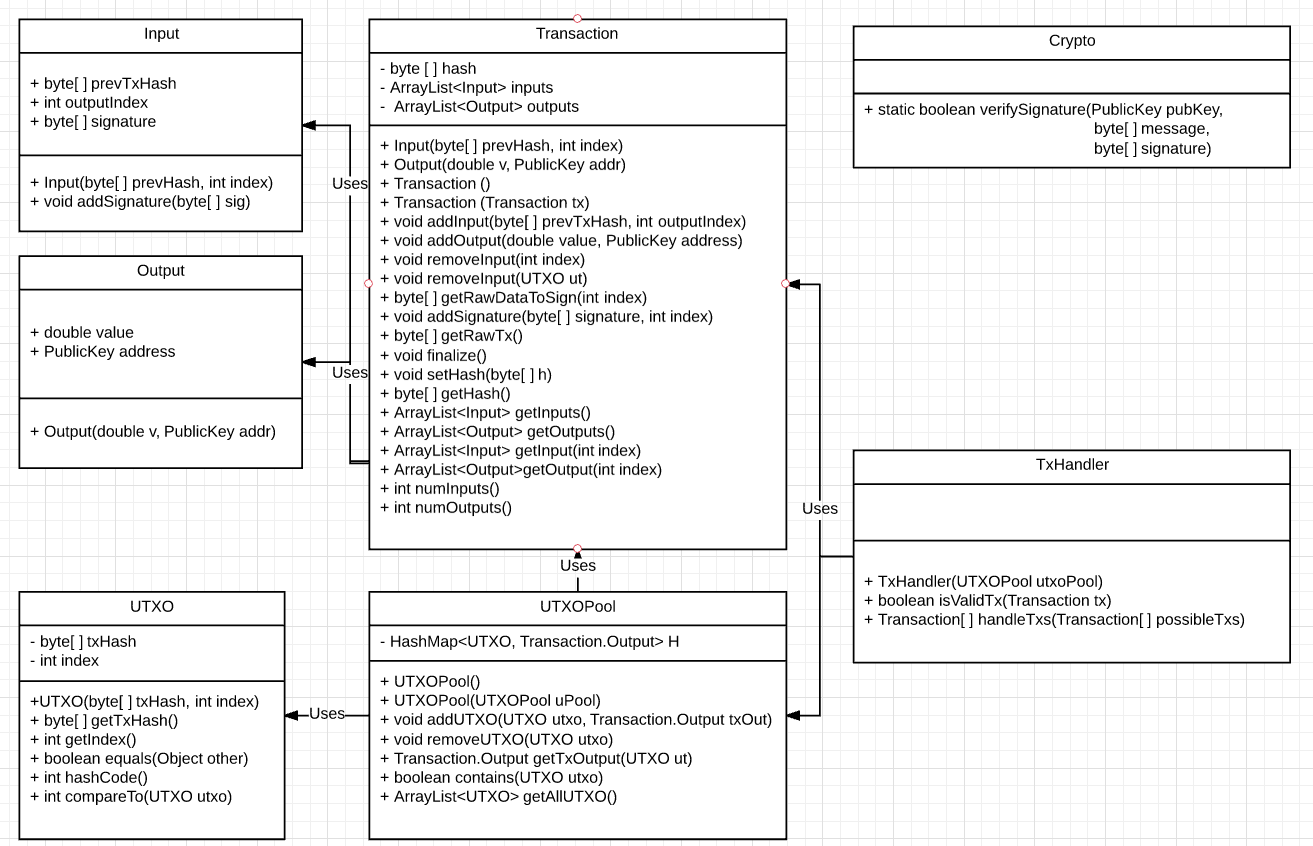 Input
+ byte[ ] prevTxHash
+ int outputIndex
+ byte[ ] signature
+ Input(byte[ ] prevHash, int index)
+ void addSignature(byte[ ] sig)
Output
+ double value
+ PublicKey address
+ Output(double v, PublicKey addr)
Uses
Uses
Transaction
- byte [ ] hash
- ArrayList<Input> inputs
- ArrayList<Output> outputs
+ Input(byte[ ] prevHash, int index)
+ Output(double v, PublicKey addr)
+ Transaction ()
+ Transaction (Transaction tx)
+ void addInput(byte[ ] prevTxHash, int outputIndex)
+ void addOutput(double value, PublicKey address)
+ void removeInput(int index)
+ void removeInput(UTXO ut)
+ byte[ ] getRawDataToSign(int index)
+ void addSignature(byte[ ] signature, int index)
+ byte[ ] getRawTx()
+ void finalize()
+ void setHash(byte[ ] h)
+ byte[ ] getHash()
+ ArrayList<Input> getInputs()
+ ArrayList<Output> getOutputs()
+ ArrayList<Input> getInput(int index)
+ ArrayList<Output>getOutput(int index)
+ int numInputs()
+ int numOutputs()
Crypto
+ static boolean verifySignature(PublicKey pubKey,
byte[ ] message,
byte[ ] signature)
Uses
TxHandler
+ TxHandler(UTXOPool utxoPool)
+ boolean isValidTx(Transaction tx)
+ Transaction[ ] handleTxs(Transaction[ ] possibleTxs)
Uses
UTXO
- byte[ ] txHash
- int index
+UTXO(byte[ ] txHash, int index)
+ byte[ ] getTxHash()
+ int getIndex()
+ boolean equals(Object other)
+ int hashCode()
+ int compareTo(UTXO utxo)
Uses
UTXOPool
- HashMap<UTXO, Transaction.Output> H
+ UTXOPool()
+ UTXOPool(UTXOPool uPool)
+ void addUTXO(UTXO utxo, Transaction.Output txOut)
+ void removeUTXO(UTXO utxo)
+ Transaction.Output getTxOutput(UTXO ut)
+ boolean contains(UTXO utxo)
+ ArrayList<UTXO> getAllUTXO()